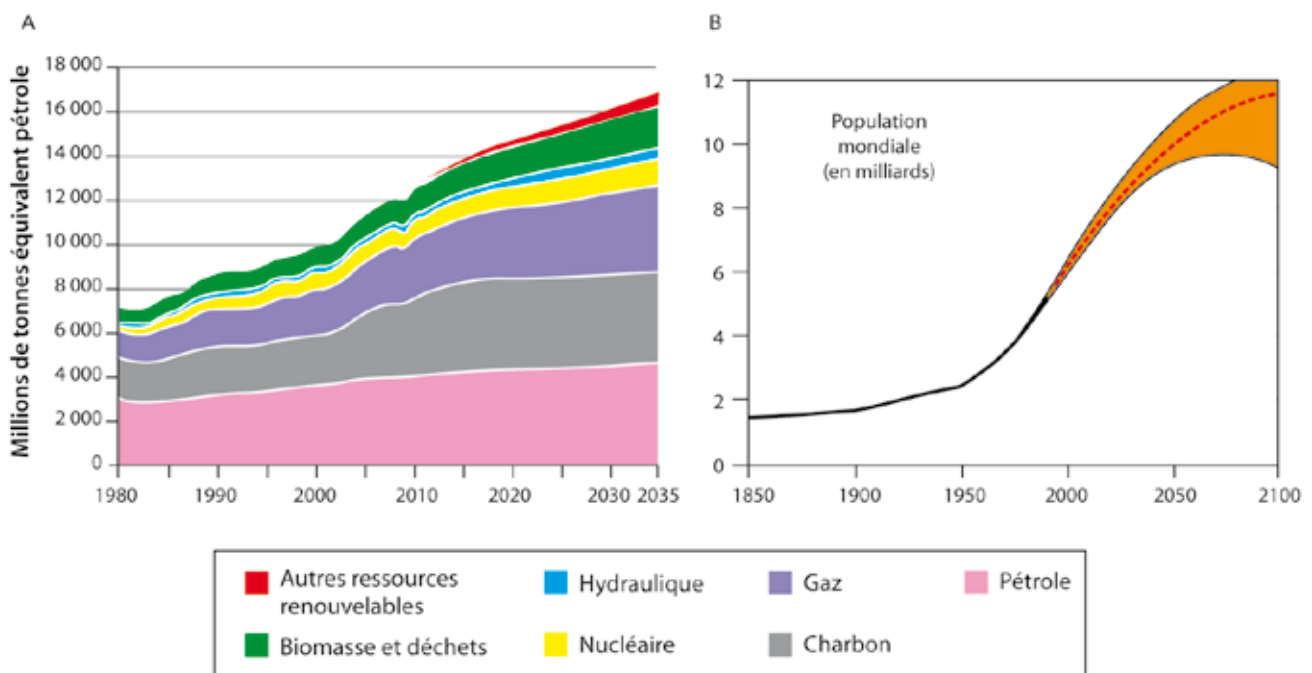 A
Millions de tonnes équivalent pétrole
18 000
16 000
14 000
12 000
10 000
8 000
6 000
4 000
2 000
0
1980
1990
2000
2010
2020
2030
2035
B
12
10
8
6
4
2
0
Population
mondiale
(en milliards)
1850
1900
1950
2000
2050
2100
Autres ressources
renouvelables
Hydraulique
Gaz
Pétrole
Biomasse et déchets
Nucléaire
Charbon